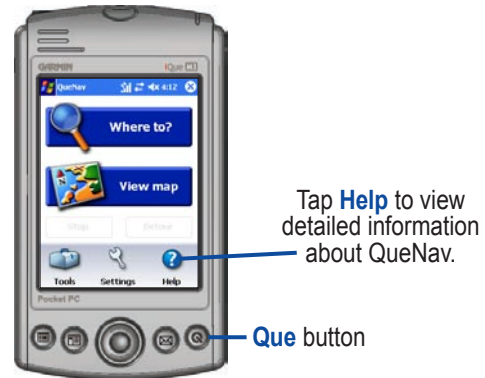 GARMIN iQue M3
QueNav 4:12
Where to?
View map
Stop Detour
Tools Settings Help
Pocket PC
Tap Help to view
detailed information
about QueNav.
Que button